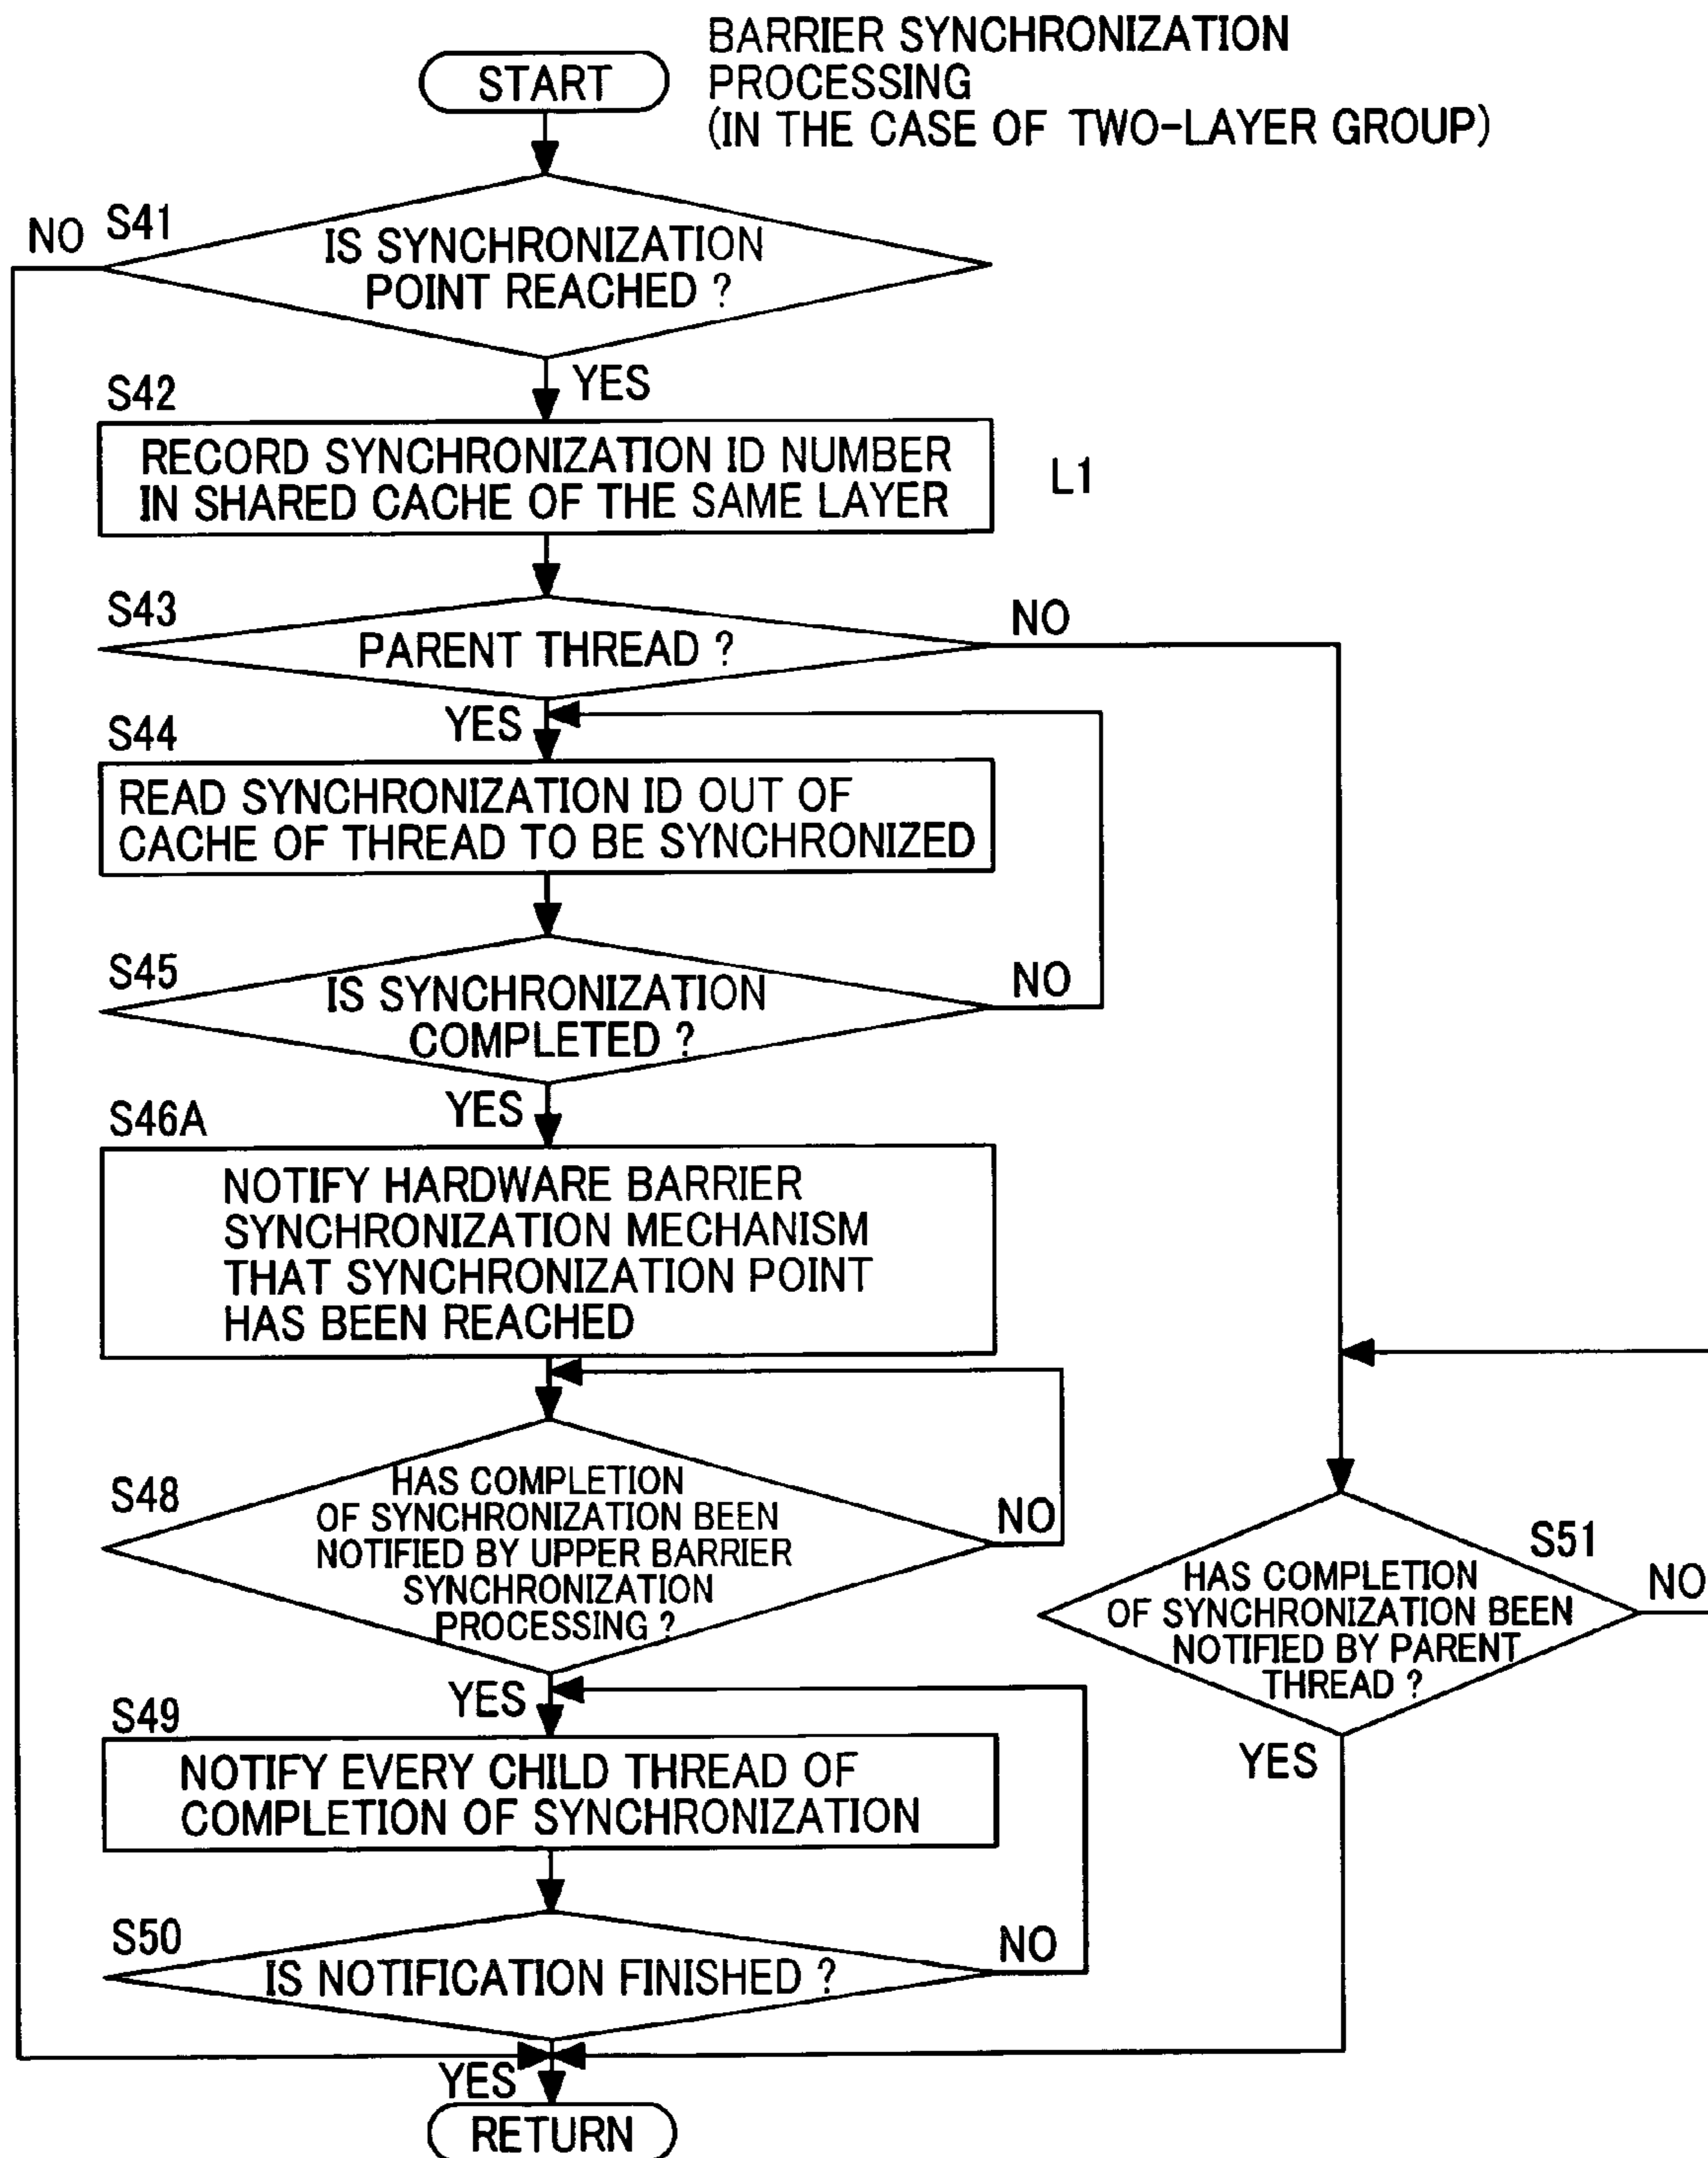 BARRIER SYNCHRONIZATION
PROCESSING
(IN THE CASE OF TWO-LAYER GROUP)
START
NO
S41
IS SYNCHRONIZATION
POINT REACHED ?
YES
S42
RECORD SYNCHRONIZATION ID NUMBER
IN SHARED CACHE OF THE SAME LAYER
L1
S43
PARENT THREAD ?
NO
YES
S44
READ SYNCHRONIZATION ID OUT OF
CACHE OF THREAD TO BE SYNCHRONIZED
S45
IS SYNCHRONIZATION
COMPLETED ?
NO
YES
S46A
NOTIFY HARDWARE BARRIER
SYNCHRONIZATION MECHANISM
THAT SYNCHRONIZATION POINT
HAS BEEN REACHED
S48
HAS COMPLETION
OF SYNCHRONIZATION BEEN
NOTIFIED BY UPPER BARRIER
SYNCHRONIZATION
PROCESSING ?
NO
S51
HAS COMPLETION
OF SYNCHRONIZATION BEEN
NOTIFIED BY PARENT
THREAD ?
NO
YES
YES
S49
NOTIFY EVERY CHILD THREAD OF
COMPLETION OF SYNCHRONIZATION
S50
IS NOTIFICATION FINISHED ?
NO
YES
RETURN